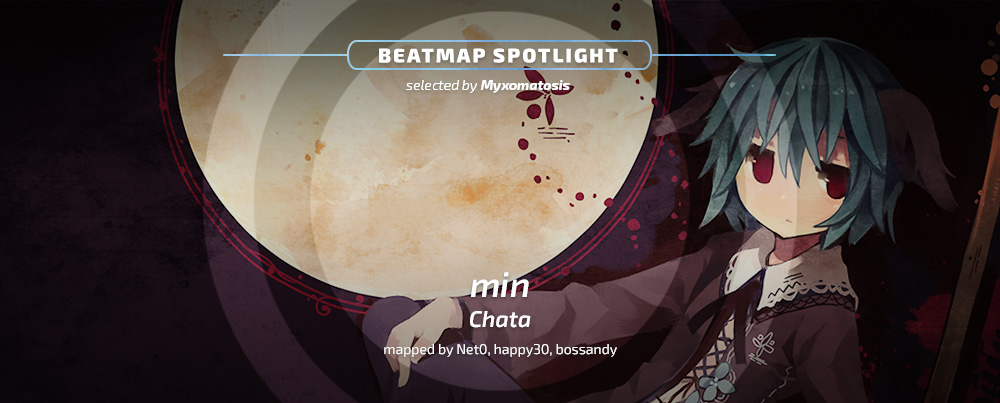 BEATMAP SPOTLIGHT
selected by Myxomatosis
min
Chata
mapped by Net0, happy30, bossandy